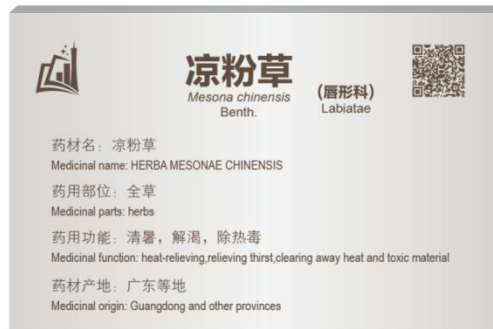 凉粉草
Mesona chinensis
Benth.
(唇形科)
Labiatae
药材名：凉粉草
Medicinal name: HERBA MESONAE CHINENSIS
药用部位：全草
Medicinal parts: herbs
药用功能：清暑，解渴，除热毒
Medicinal function: heat-relieving,relieving thirst,clearing away heat and toxic material
药材产地：广东等地
Medicinal origin: Guangdong and other provinces